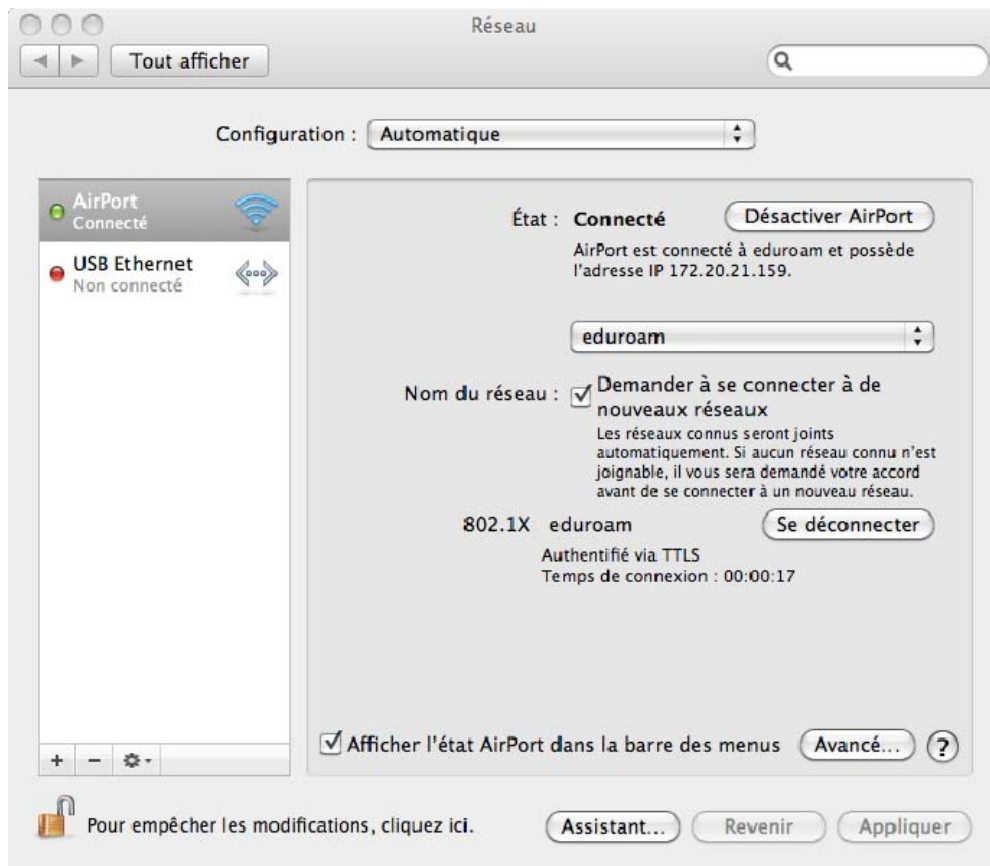 Réseau
Tout afficher
Configuration : Automatique
AirPort
Connecté
USB Ethernet
Non connecté
État : Connecté
Désactiver AirPort
AirPort est connecté à eduroam et possède
l'adresse IP 172.20.21.159.
eduroam
Nom du réseau :
Demander à se connecter à de
nouveaux réseaux
Les réseaux connus seront joints
automatiquement. Si aucun réseau connu n'est
joignable, il vous sera demandé votre accord
avant de se connecter à un nouveau réseau.
802.1X eduroam
Se déconnecter
Authentifié via TTLS
Temps de connexion : 00:00:17
Afficher l'état AirPort dans la barre des menus
Avancé...
?
+ −
Pour empêcher les modifications, cliquez ici.
Assistant...
Revenir
Appliquer